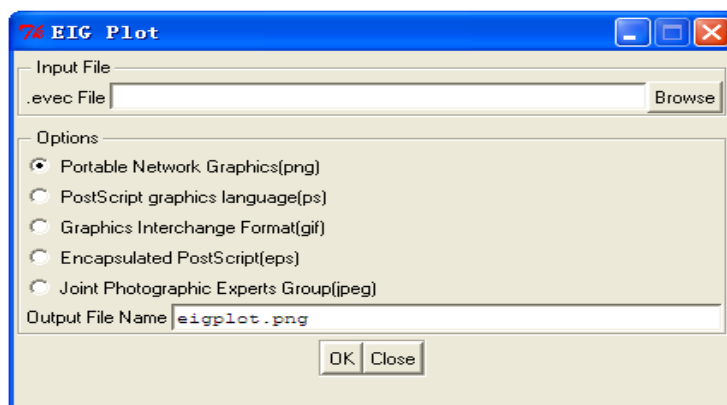 EIG Plot
Input File
.evec File Browse
Options
Portable Network Graphics(png)
PostScript graphics language(ps)
Graphics Interchange Format(gif)
Encapsulated PostScript(eps)
Joint Photographic Experts Group(jpeg)
Output File Name eigplot.png
OK Close